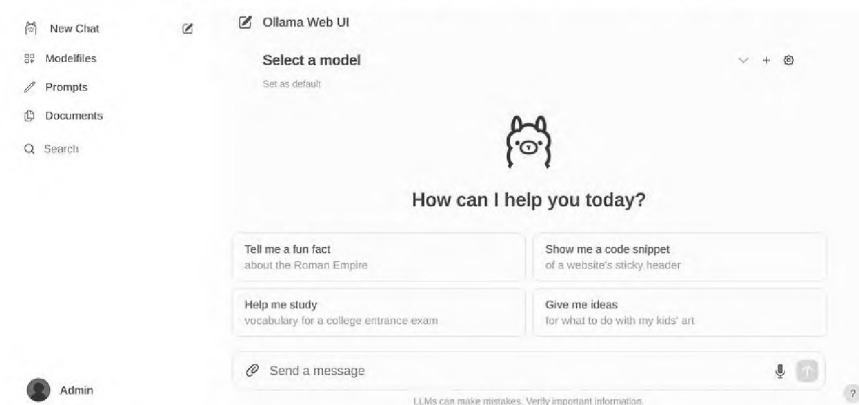 New Chat
Modelfiles
Prompts
Documents
Search
Admin
Ollama Web UI
Select a model
Set as default
How can I help you today?
Tell me a fun fact
about the Roman Empire
Show me a code snippet
of a website's sticky header
Help me study
vocabulary for a college entrance exam
Give me ideas
for what to do with my kids' art
Send a message
LLMs can make mistakes. Verify important information.
?